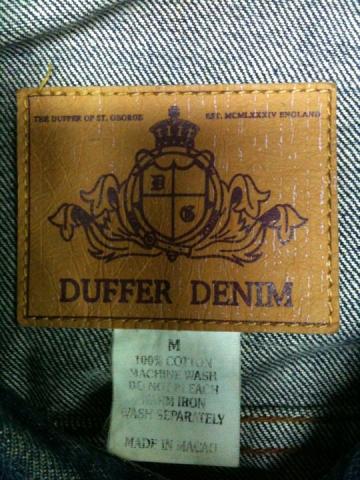 THE DUFFER OF ST. GEORGE EST. MCMLXXXIV ENGLAND
D
G
DUFFER DENIM
M
100% COTTON
MACHINE WASH
DO NOT BLEACH
WARM IRON
WASH SEPARATELY
MADE IN MACAO